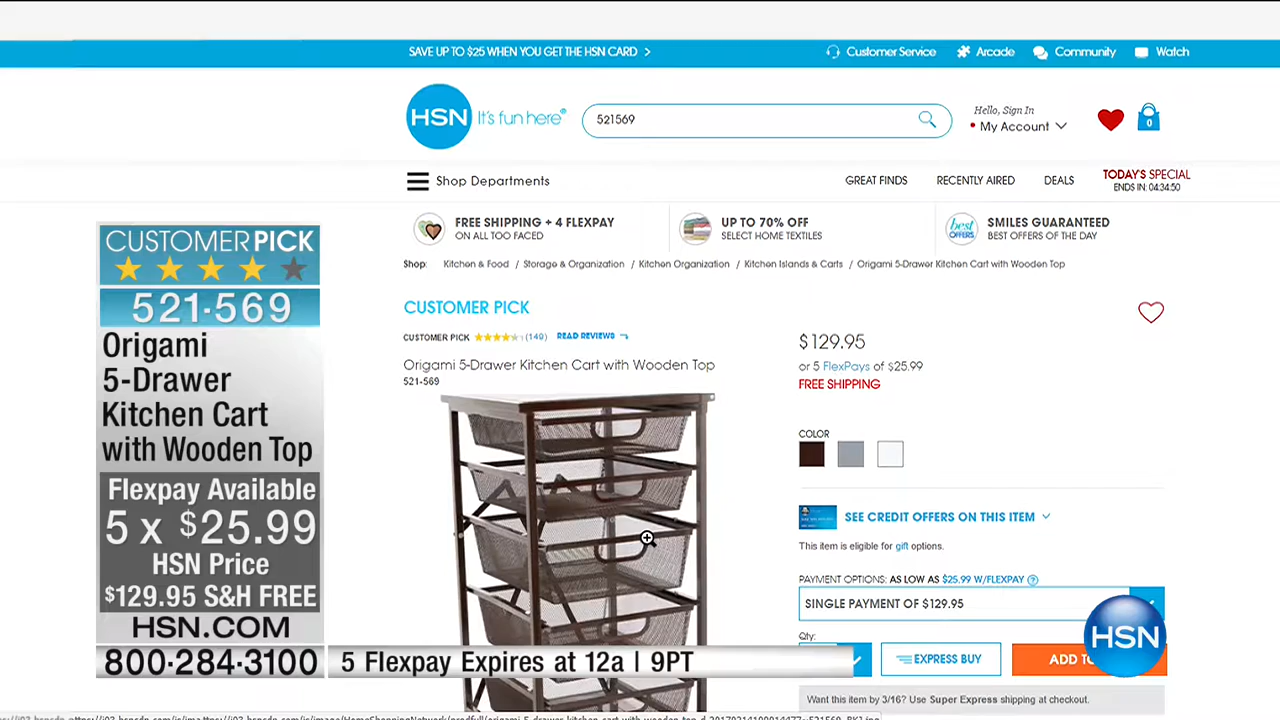 SAVE UP TO $25 WHEN YOU GET THE HSN CARD >
Customer Service
Arcade
Community
Watch
HSN It's fun here®
521569
Hello, Sign In
My Account
0
Shop Departments
GREAT FINDS
RECENTLY AIRED
DEALS
TODAY'S SPECIAL
ENDS IN: 04:34:50
FREE SHIPPING + 4 FLEXPAY
ON ALL TOO FACED
UP TO 70% OFF
SELECT HOME TEXTILES
best OFFERS
SMILES GUARANTEED
BEST OFFERS OF THE DAY
Shop: Kitchen & Food / Storage & Organization / Kitchen Organization / Kitchen Islands & Carts / Origami 5-Drawer Kitchen Cart with Wooden Top
CUSTOMER PICK
CUSTOMER PICK (140) READ REVIEWS
Origami 5-Drawer Kitchen Cart with Wooden Top
521-569
$129.95
or 5 FlexPays of $25.99
FREE SHIPPING
COLOR
SEE CREDIT OFFERS ON THIS ITEM
This item is eligible for gift options.
PAYMENT OPTIONS: AS LOW AS $25.99 W/FLEXPAY ?
SINGLE PAYMENT OF $129.95
Qty:
EXPRESS BUY
ADD TO
Want this item by 3/16? Use Super Express shipping at checkout.
CUSTOMER PICK
521-569
Origami
5-Drawer
Kitchen Cart
with Wooden Top
Flexpay Available
5 x $25.99
HSN Price
$129.95 S&H FREE
HSN.COM
800-284-3100
5 Flexpay Expires at 12a | 9PT
HSN